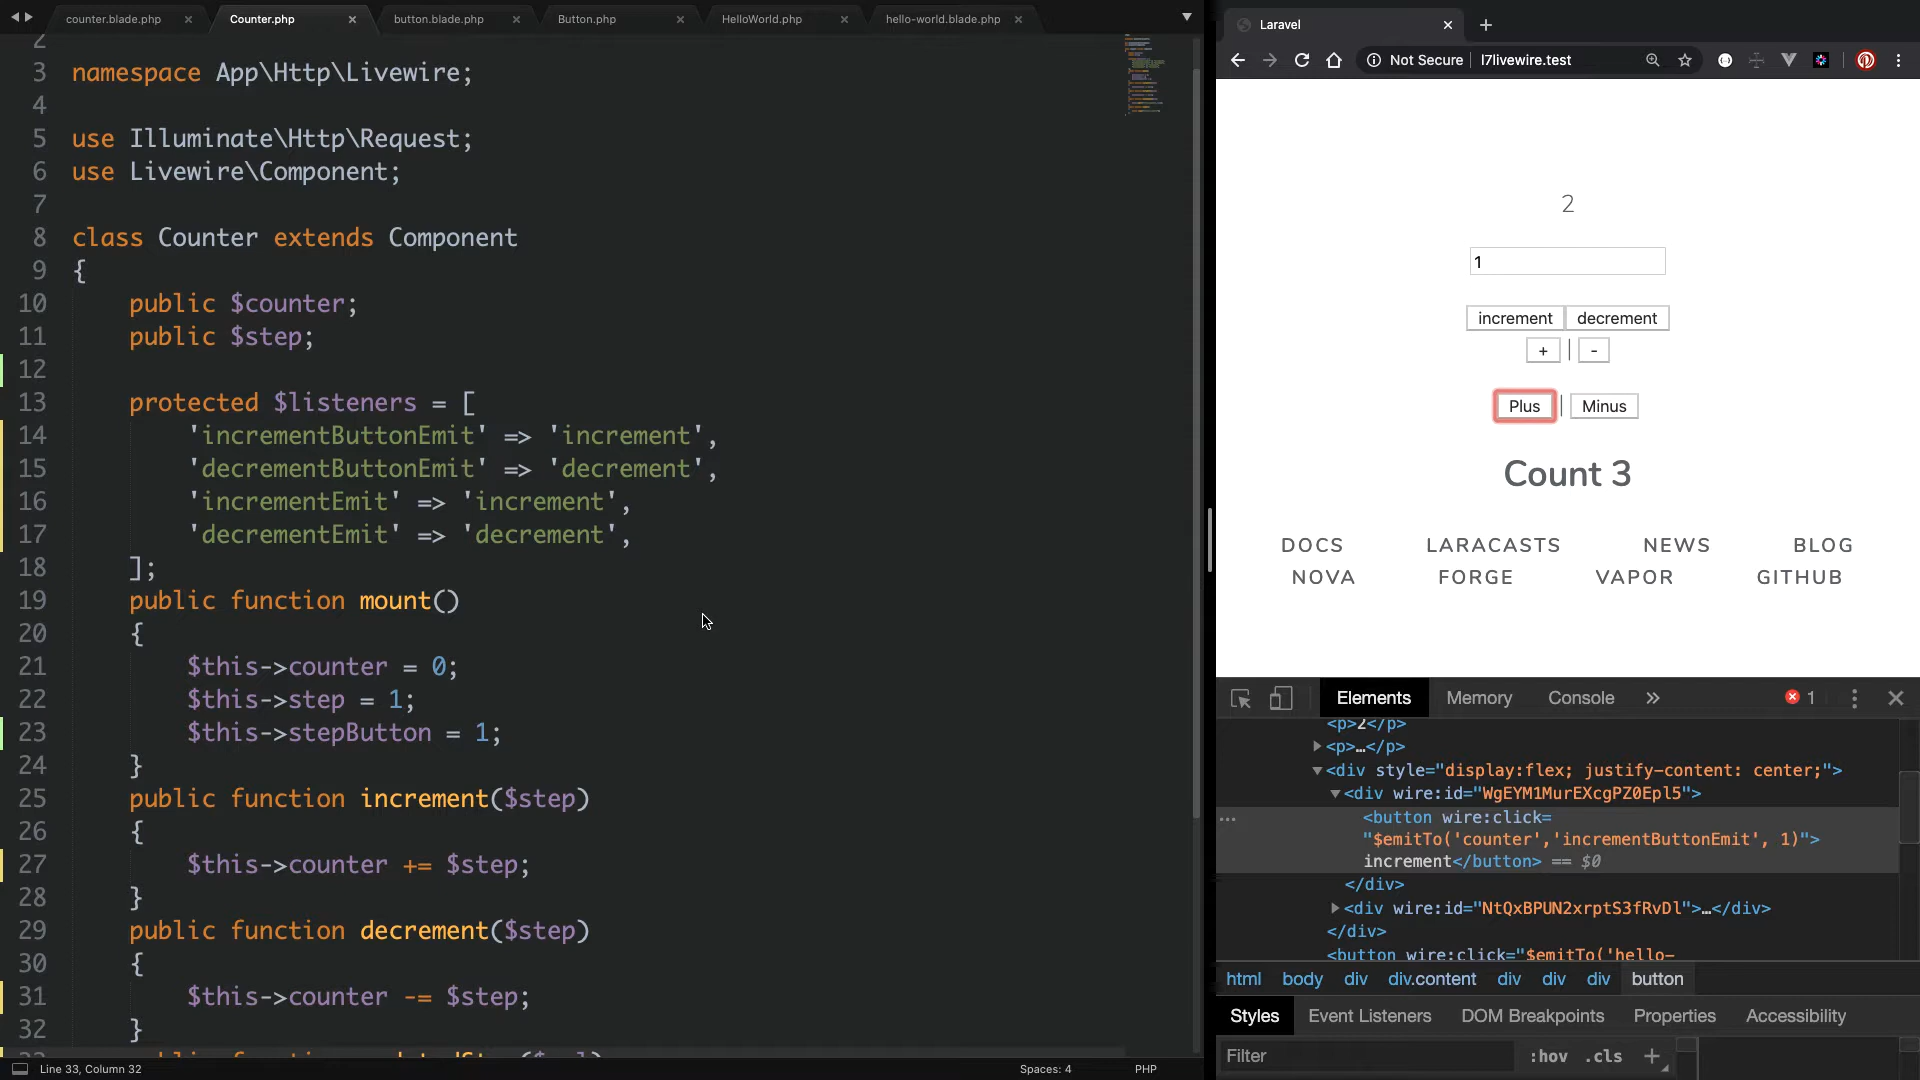 counter.blade.php × Counter.php × button.blade.php × Button.php × HelloWorld.php × hello-world.blade.php ×
2
3 namespace App\Http\Livewire;
4
5 use Illuminate\Http\Request;
6 use Livewire\Component;
7
8 class Counter extends Component
9 {
10 public $counter;
11 public $step;
12
13 protected $listeners = [
14 'incrementButtonEmit' => 'increment',
15 'decrementButtonEmit' => 'decrement',
16 'incrementEmit' => 'increment',
17 'decrementEmit' => 'decrement',
18 ];
19 public function mount()
20 {
21 $this->counter = 0;
22 $this->step = 1;
23 $this->stepButton = 1;
24 }
25 public function increment($step)
26 {
27 $this->counter += $step;
28 }
29 public function decrement($step)
30 {
31 $this->counter -= $step;
32 }
Line 33, Column 32 Spaces: 4 PHP
Laravel × +
Not Secure | l7livewire.test
2
1
increment decrement
+ | -
Plus | Minus
Count 3
DOCS LARACASTS NEWS BLOG
NOVA FORGE VAPOR GITHUB
Elements Memory Console » 1
<p>2</p>
<p>…</p>
<div style="display:flex; justify-content: center;">
<div wire:id="WgEYM1MurEXcgPZ0Epl5">
<button wire:click=
"$emitTo('counter','incrementButtonEmit', 1)">
increment</button> == $0
</div>
<div wire:id="NtQxBPUN2xrptS3fRvDl">…</div>
</div>
<button wire:click="$emitTo('hello-
html body div div.content div div div button
Styles Event Listeners DOM Breakpoints Properties Accessibility
Filter :hov .cls +